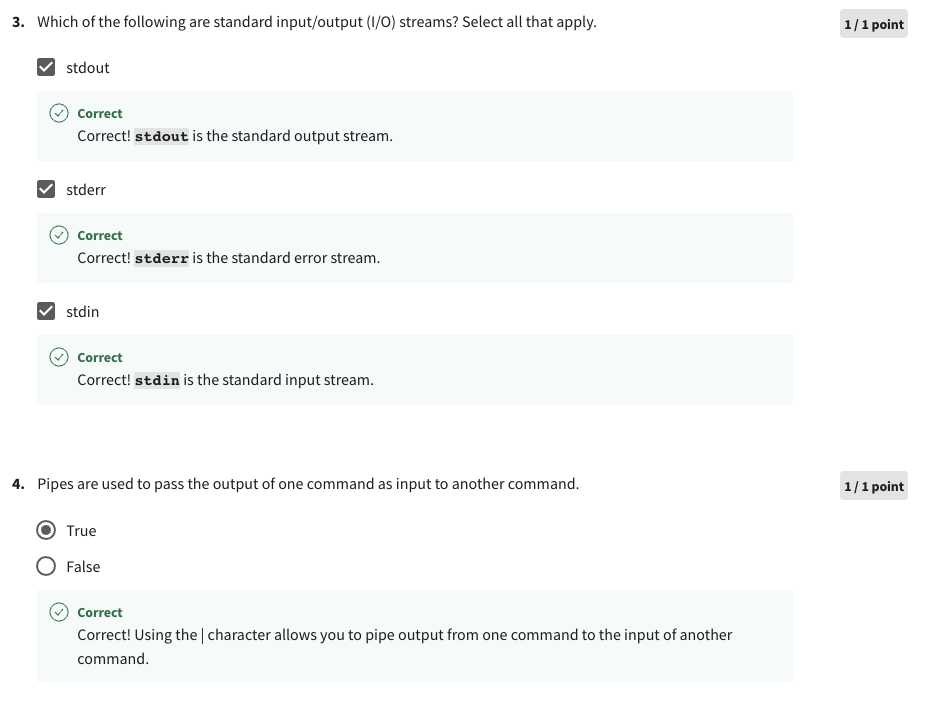 3. Which of the following are standard input/output (I/O) streams? Select all that apply.
1 / 1 point
stdout
Correct
Correct! stdout is the standard output stream.
stderr
Correct
Correct! stderr is the standard error stream.
stdin
Correct
Correct! stdin is the standard input stream.
4. Pipes are used to pass the output of one command as input to another command.
1 / 1 point
True
False
Correct
Correct! Using the | character allows you to pipe output from one command to the input of another
command.